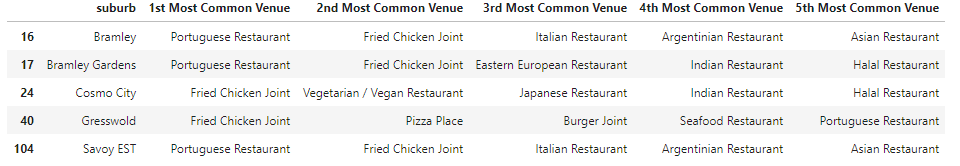 suburb 1st Most Common Venue 2nd Most Common Venue 3rd Most Common Venue 4th Most Common Venue 5th Most Common Venue
16 Bramley Portuguese Restaurant Fried Chicken Joint Italian Restaurant Argentinian Restaurant Asian Restaurant
17 Bramley Gardens Portuguese Restaurant Fried Chicken Joint Eastern European Restaurant Indian Restaurant Halal Restaurant
24 Cosmo City Fried Chicken Joint Vegetarian / Vegan Restaurant Japanese Restaurant Indian Restaurant Halal Restaurant
40 Gresswold Fried Chicken Joint Pizza Place Burger Joint Seafood Restaurant Portuguese Restaurant
104 Savoy EST Portuguese Restaurant Fried Chicken Joint Italian Restaurant Argentinian Restaurant Asian Restaurant